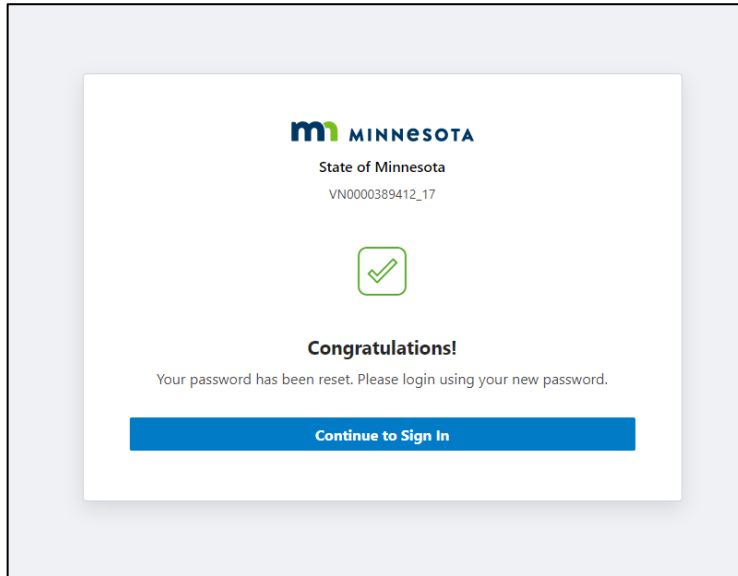 mn MINNESOTA
State of Minnesota
VN0000389412_17
Congratulations!
Your password has been reset. Please login using your new password.
Continue to Sign In